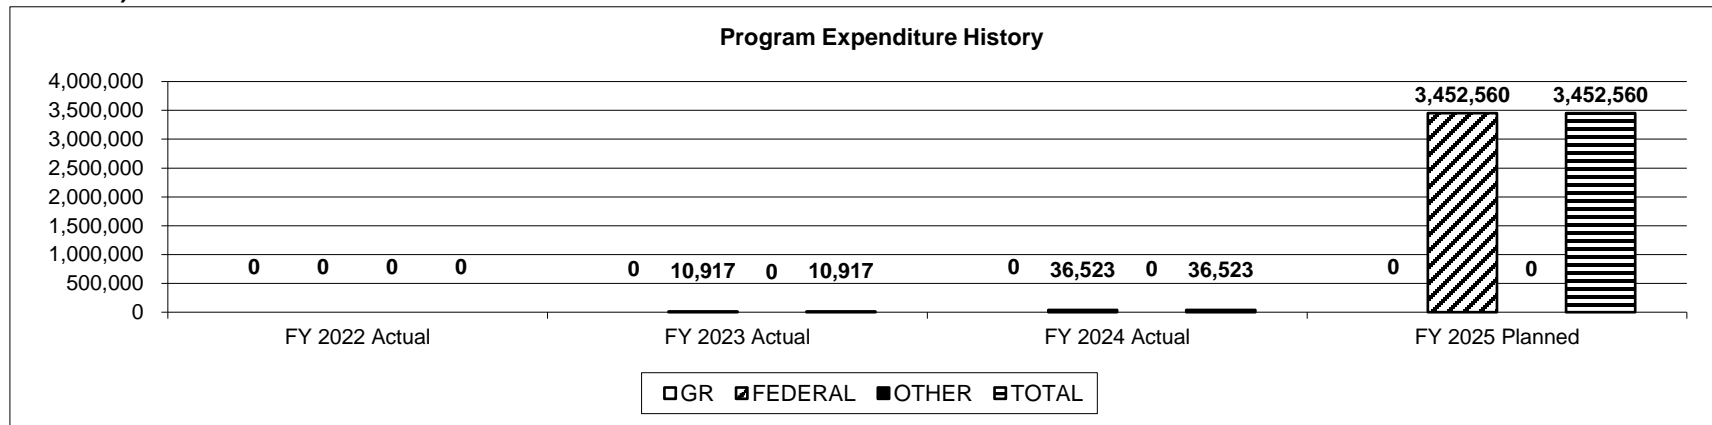 Program Expenditure History
4,000,000
3,500,000
3,000,000
2,500,000
2,000,000
1,500,000
1,000,000
500,000
0
3,452,560 3,452,560
0 0 0 0 0 10,917 0 10,917 0 36,523 0 36,523 0 0
FY 2022 Actual FY 2023 Actual FY 2024 Actual FY 2025 Planned
GR FEDERAL OTHER TOTAL